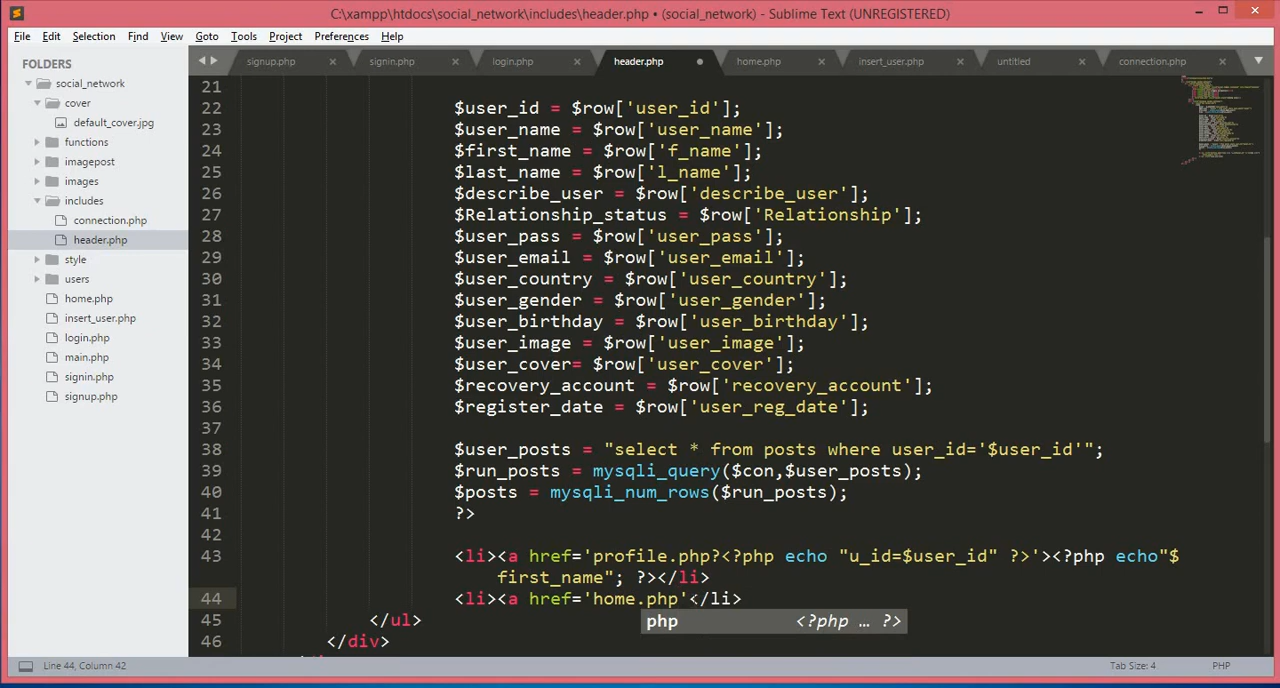 C:\xampp\htdocs\social_network\includes\header.php • (social_network) - Sublime Text (UNREGISTERED)
File Edit Selection Find View Goto Tools Project Preferences Help
FOLDERS
social_network
cover
default_cover.jpg
functions
imagepost
images
includes
connection.php
header.php
style
users
home.php
insert_user.php
login.php
main.php
signin.php
signup.php
signup.php signin.php login.php header.php home.php insert_user.php untitled connection.php
21
22 $user_id = $row['user_id'];
23 $user_name = $row['user_name'];
24 $first_name = $row['f_name'];
25 $last_name = $row['l_name'];
26 $describe_user = $row['describe_user'];
27 $Relationship_status = $row['Relationship'];
28 $user_pass = $row['user_pass'];
29 $user_email = $row['user_email'];
30 $user_country = $row['user_country'];
31 $user_gender = $row['user_gender'];
32 $user_birthday = $row['user_birthday'];
33 $user_image = $row['user_image'];
34 $user_cover= $row['user_cover'];
35 $recovery_account = $row['recovery_account'];
36 $register_date = $row['user_reg_date'];
37
38 $user_posts = "select * from posts where user_id='$user_id'";
39 $run_posts = mysqli_query($con,$user_posts);
40 $posts = mysqli_num_rows($run_posts);
41 ?>
42
43 <li><a href='profile.php?<?php echo "u_id=$user_id" ?>'><?php echo"$
first_name"; ?></li>
44 <li><a href='home.php'</li>
php <?php … ?>
45 </ul>
46 </div>
Line 44, Column 42 Tab Size: 4 PHP